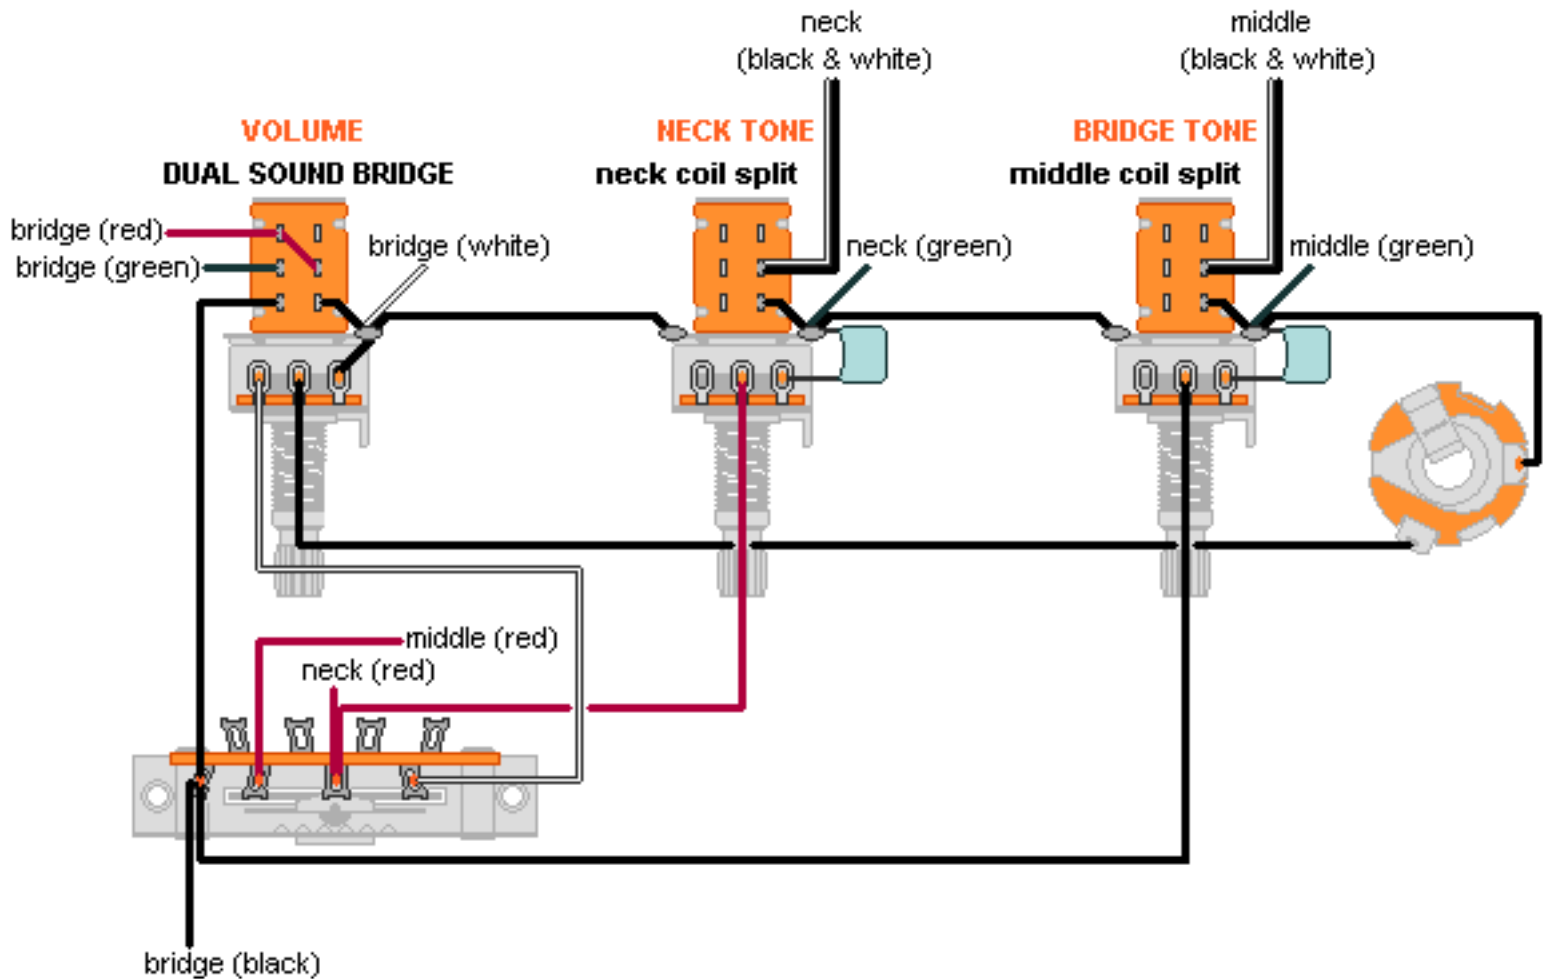 neck
(black & white)
middle
(black & white)
VOLUME
DUAL SOUND BRIDGE
NECK TONE
neck coil split
BRIDGE TONE
middle coil split
bridge (red)
bridge (green)
bridge (white)
neck (green)
middle (green)
middle (red)
neck (red)
bridge (black)